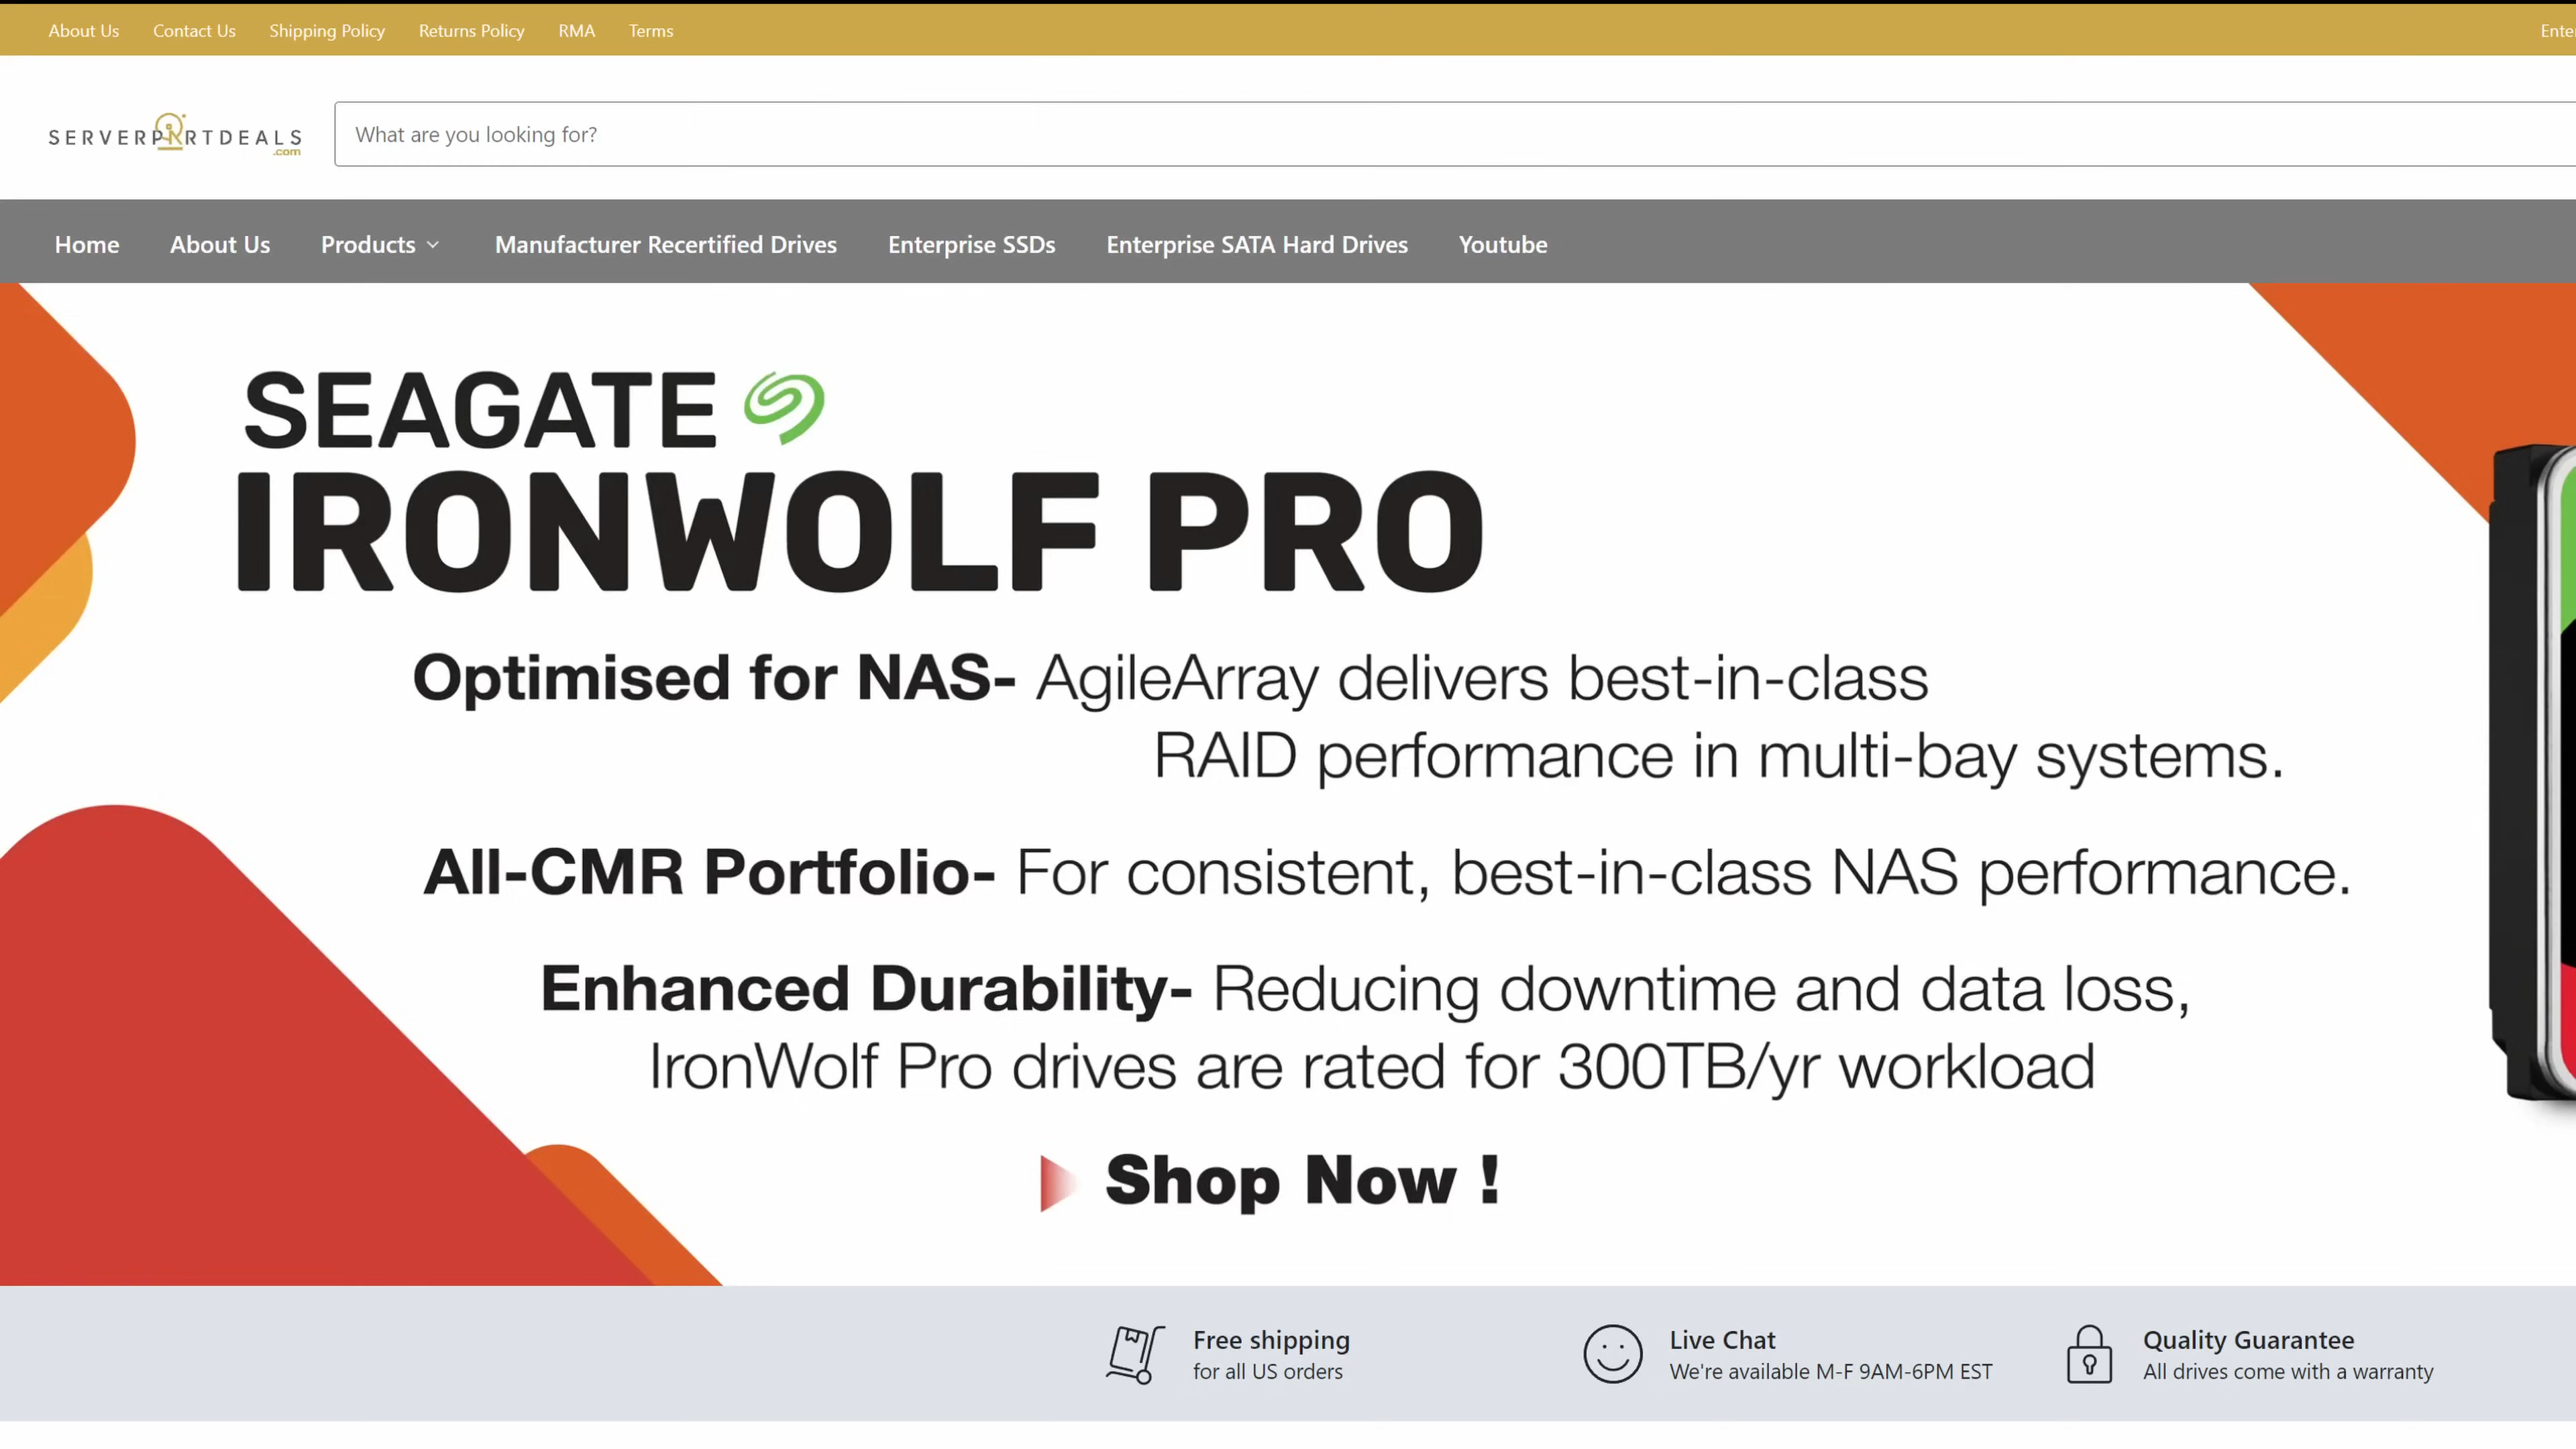 About Us Contact Us Shipping Policy Returns Policy RMA Terms
SERVERPARTDEALS
.com
What are you looking for?
Home About Us Products Manufacturer Recertified Drives Enterprise SSDs Enterprise SATA Hard Drives Youtube
SEAGATE
IRONWOLF PRO
Optimised for NAS- AgileArray delivers best-in-class
RAID performance in multi-bay systems.
All-CMR Portfolio- For consistent, best-in-class NAS performance.
Enhanced Durability- Reducing downtime and data loss,
IronWolf Pro drives are rated for 300TB/yr workload
Shop Now !
Free shipping
for all US orders
Live Chat
We're available M-F 9AM-6PM EST
Quality Guarantee
All drives come with a warranty